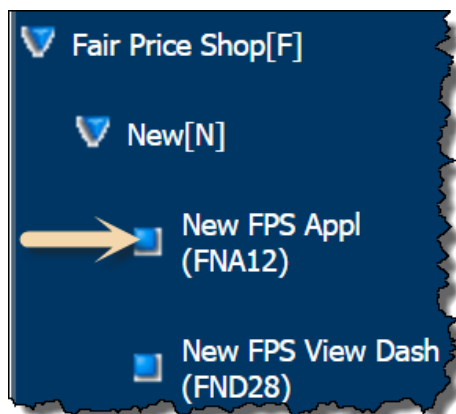 Fair Price Shop[F]
New[N]
New FPS Appl
(FNA12)
New FPS View Dash
(FND28)